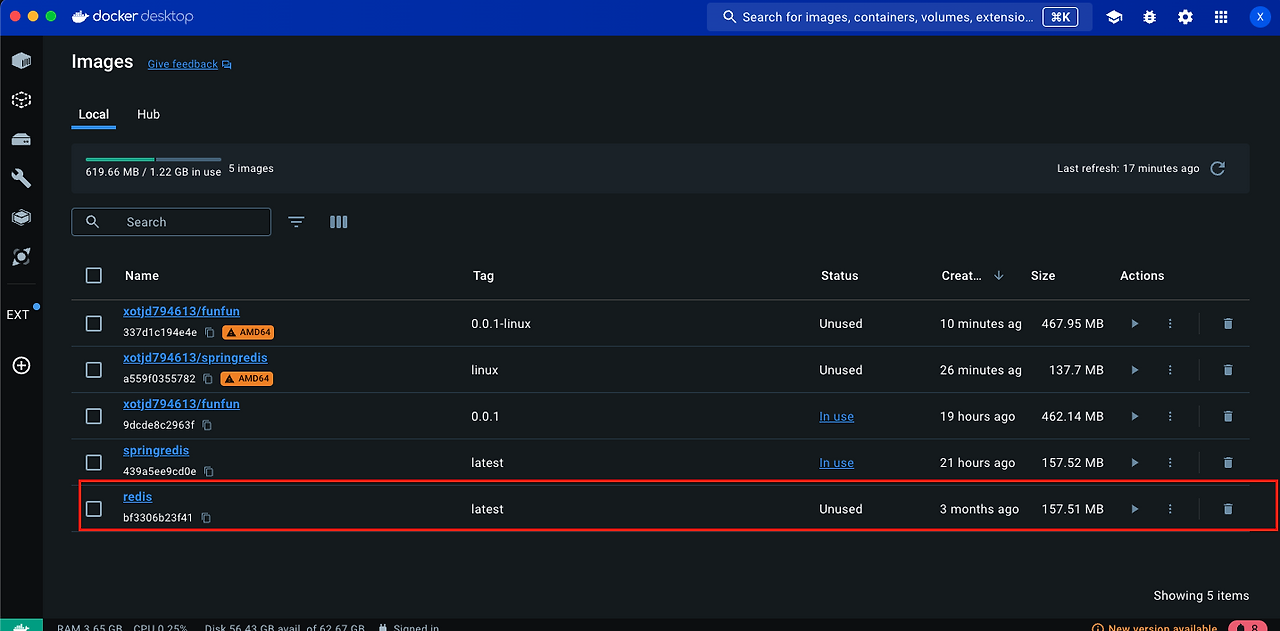 docker desktop
Search for images, containers, volumes, extensio... ⌘K
X
Images Give feedback
Local Hub
619.66 MB / 1.22 GB in use 5 images
Last refresh: 17 minutes ago
Search
Name Tag Status Creat... Size Actions
xotjd794613/funfun
337d1c194e4e AMD64
0.0.1-linux Unused 10 minutes ag 467.95 MB
xotjd794613/springredis
a559f0355782 AMD64
linux Unused 26 minutes ag 137.7 MB
xotjd794613/funfun
9dcde8c2963f
0.0.1 In use 19 hours ago 462.14 MB
springredis
439a5ee9cd0e
latest In use 21 hours ago 157.52 MB
redis
bf3306b23f41
latest Unused 3 months ago 157.51 MB
EXT
Showing 5 items
RAM 3.65 GB CPU 0.25% Disk 56.43 GB avail. of 62.67 GB Signed in
New version available 8